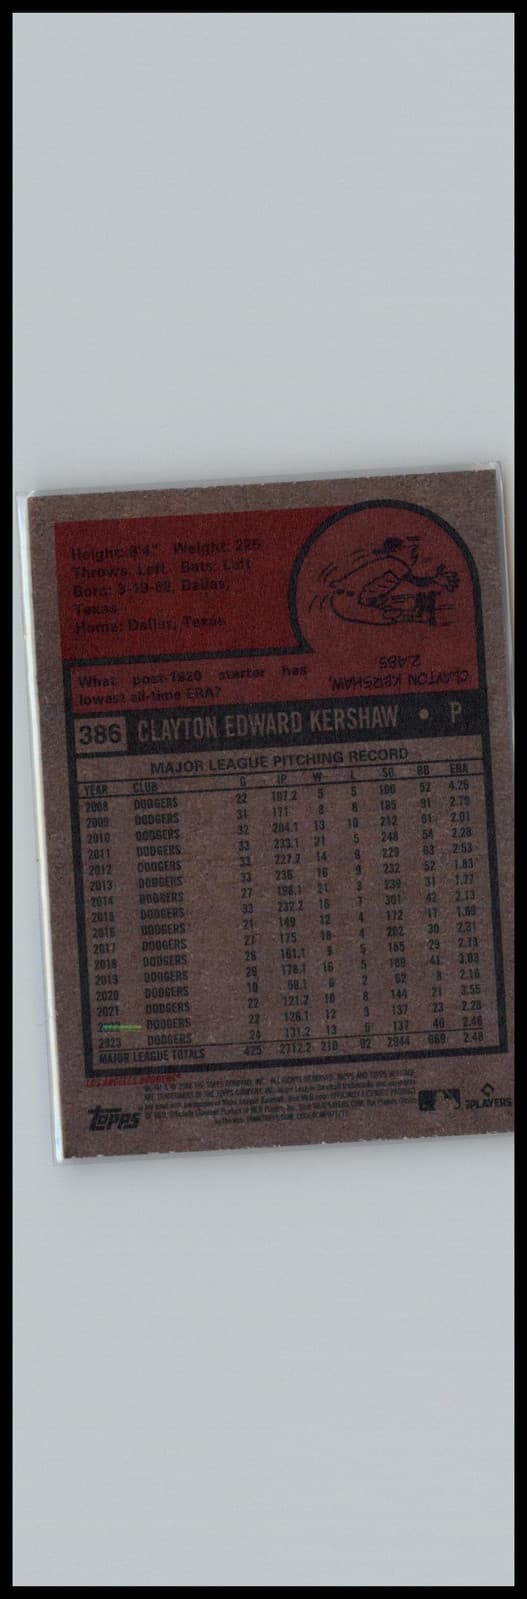 Height: 6'4" Weight: 225
Throws: Left Bats: Left
Born: 3-19-88, Dallas,
Texas
Home: Dallas, Texas
What post-1920 starter has
lowest all-time ERA?
CLAYTON KERSHAW,
2.48
386 CLAYTON EDWARD KERSHAW • P
MAJOR LEAGUE PITCHING RECORD
YEAR CLUB G IP W L SO BB ERA
2008 DODGERS 22 107.2 5 5 100 52 4.26
2009 DODGERS 31 171 8 8 185 91 2.79
2010 DODGERS 32 204.1 13 10 212 81 2.91
2011 DODGERS 33 233.1 21 5 248 54 2.28
2012 DODGERS 33 227.2 14 9 229 63 2.53
2013 DODGERS 33 236 16 9 232 52 1.83
2014 DODGERS 27 198.1 21 3 239 31 1.77
2015 DODGERS 33 232.2 16 7 301 42 2.13
2016 DODGERS 21 149 12 4 172 11 1.69
2017 DODGERS 27 175 18 4 202 30 2.31
2018 DODGERS 26 161.1 9 5 155 29 2.73
2019 DODGERS 29 178.1 16 5 189 41 3.03
2020 DODGERS 10 58.1 6 2 62 8 2.16
2021 DODGERS 22 121.2 10 8 144 21 3.55
DODGERS 22 126.1 12 3 137 23 2.28
2023 DODGERS 24 131.2 13 5 137 40 2.46
MAJOR LEAGUE TOTALS 425 2712.2 210 92 2944 669 2.48
LOS ANGELES DODGERS™
topps
PLAYERS